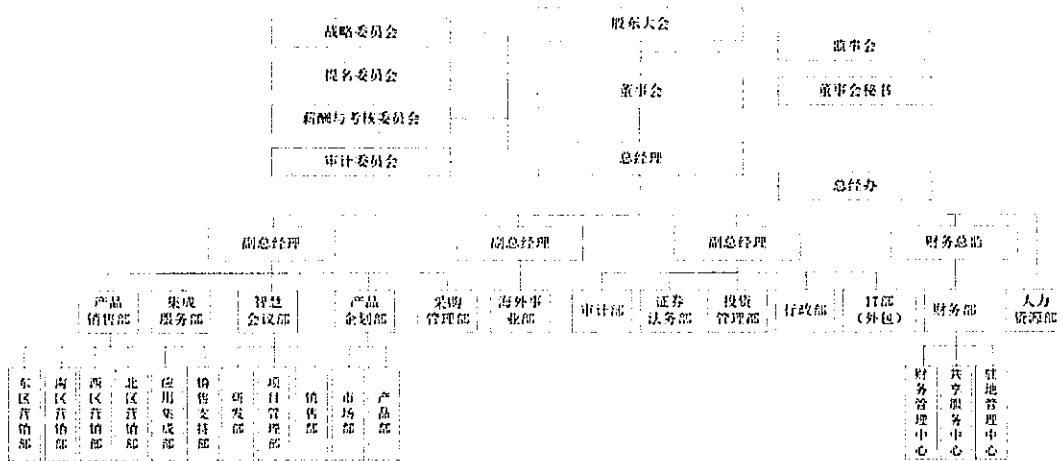 战略委员会
提名委员会
薪酬与考核委员会
审计委员会
股东大会
董事会
总经理
监事会
董事会秘书
总经办
副总经理
副总经理
副总经理
财务总监
产品
销售部
集成
服务部
智慧
会议部
产品
企划部
采购
管理部
海外事
业部
审计部
证券
法务部
投资
管理部
行政部
IT部
(外包)
财务部
人力
资源部
东区营销部
南区营销部
西区营销部
北区营销部
应用集成部
销售支持部
研发部
项目管理部
销售部
市场部
产品部
财务管理中心
共享服务中心
驻地管理中心